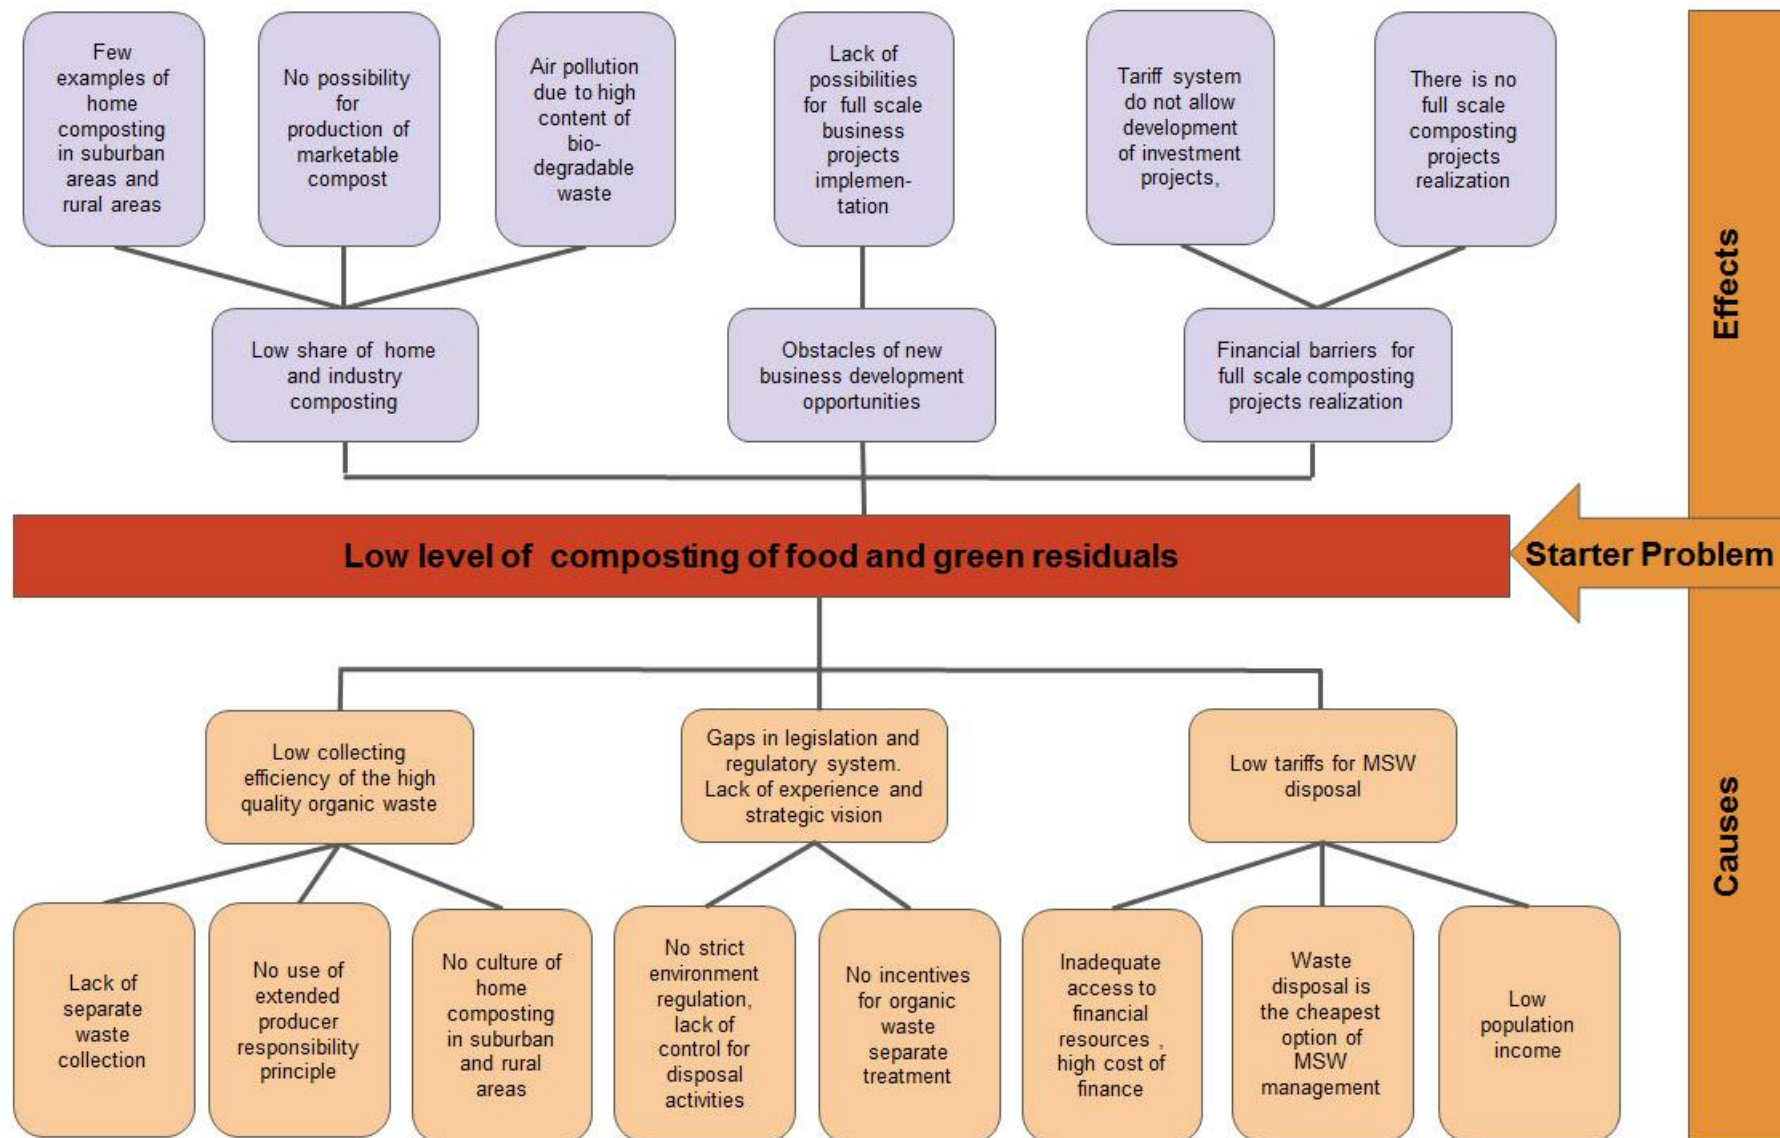 Few
examples of
home
composting
in suburban
areas and
rural areas
No possibility
for
production of
marketable
compost
Air pollution
due to high
content of
bio-
degradable
waste
Lack of
possibilities
for full scale
business
projects
implemen-
tation
Tariff system
do not allow
development
of investment
projects,
There is no
full scale
composting
projects
realization
Effects
Low share of home
and industry
composting
Obstacles of new
business development
opportunities
Financial barriers for
full scale composting
projects realization
Low level of composting of food and green residuals
Starter Problem
Low collecting
efficiency of the high
quality organic waste
Gaps in legislation and
regulatory system.
Lack of experience and
strategic vision
Low tariffs for MSW
disposal
Causes
Lack of
separate
waste
collection
No use of
extended
producer
responsibility
principle
No culture of
home
composting
in suburban
and rural
areas
No strict
environment
regulation,
lack of
control for
disposal
activities
No incentives
for organic
waste
separate
treatment
Inadequate
access to
financial
resources ,
high cost of
finance
Waste
disposal is
the cheapest
option of
MSW
management
Low
population
income